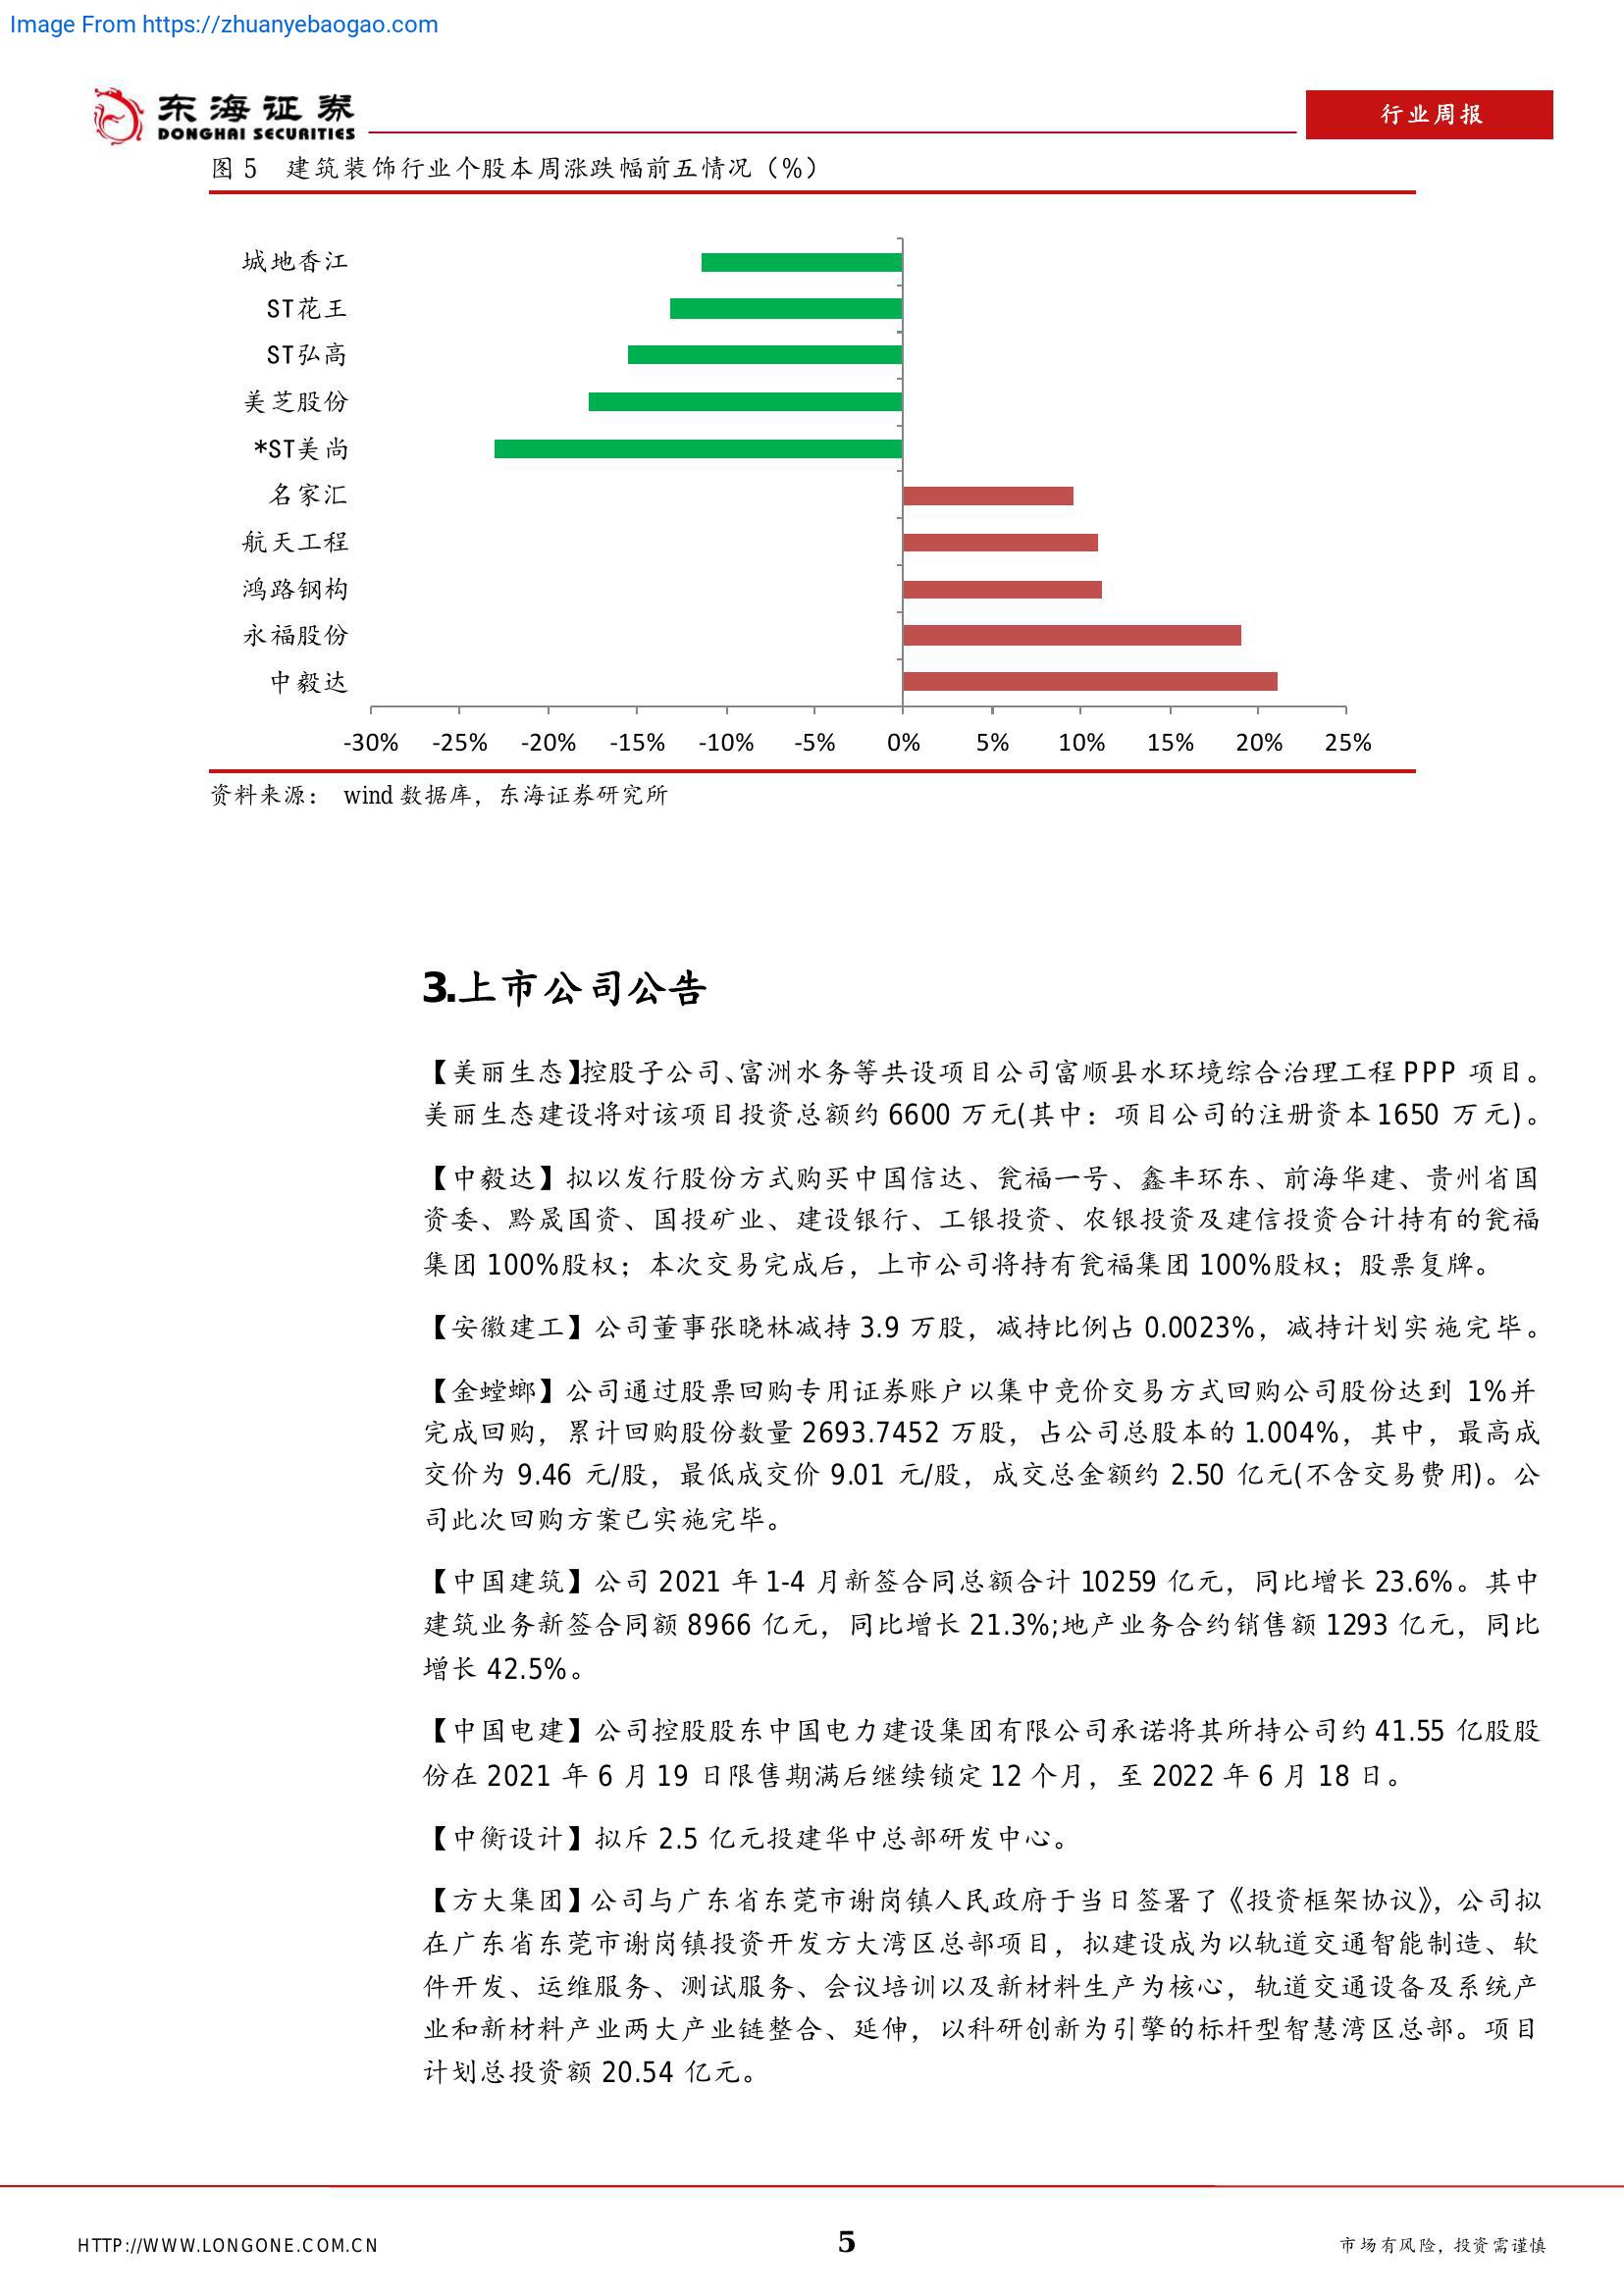 Image From https://zhuanyebaogao.com
东海证券
DONGHAI SECURITIES
行业周报
图 5 建筑装饰行业个股本周涨跌幅前五情况（%）
城地香江
ST花王
ST弘高
美芝股份
*ST美尚
名家汇
航天工程
鸿路钢构
永福股份
中毅达
-30% -25% -20% -15% -10% -5% 0% 5% 10% 15% 20% 25%
资料来源： wind 数据库，东海证券研究所
3.上市公司公告
【美丽生态】控股子公司、富洲水务等共设项目公司富顺县水环境综合治理工程 PPP 项目。
美丽生态建设将对该项目投资总额约 6600 万元(其中：项目公司的注册资本 1650 万元)。
【中毅达】拟以发行股份方式购买中国信达、瓮福一号、鑫丰环东、前海华建、贵州省国
资委、黔晟国资、国投矿业、建设银行、工银投资、农银投资及建信投资合计持有的瓮福
集团 100%股权；本次交易完成后，上市公司将持有瓮福集团 100%股权；股票复牌。
【安徽建工】公司董事张晓林减持 3.9 万股，减持比例占 0.0023%，减持计划实施完毕。
【金螳螂】公司通过股票回购专用证券账户以集中竞价交易方式回购公司股份达到 1%并
完成回购，累计回购股份数量 2693.7452 万股，占公司总股本的 1.004%，其中，最高成
交价为 9.46 元/股，最低成交价 9.01 元/股，成交总金额约 2.50 亿元(不含交易费用)。公
司此次回购方案已实施完毕。
【中国建筑】公司 2021 年 1-4 月新签合同总额合计 10259 亿元，同比增长 23.6%。其中
建筑业务新签合同额 8966 亿元，同比增长 21.3%;地产业务合约销售额 1293 亿元，同比
增长 42.5%。
【中国电建】公司控股股东中国电力建设集团有限公司承诺将其所持公司约 41.55 亿股股
份在 2021 年 6 月 19 日限售期满后继续锁定 12 个月，至 2022 年 6 月 18 日。
【中衡设计】拟斥 2.5 亿元投建华中总部研发中心。
【方大集团】公司与广东省东莞市谢岗镇人民政府于当日签署了《投资框架协议》，公司拟
在广东省东莞市谢岗镇投资开发方大湾区总部项目，拟建设成为以轨道交通智能制造、软
件开发、运维服务、测试服务、会议培训以及新材料生产为核心，轨道交通设备及系统产
业和新材料产业两大产业链整合、延伸，以科研创新为引擎的标杆型智慧湾区总部。项目
计划总投资额 20.54 亿元。
HTTP://WWW.LONGONE.COM.CN 5 市场有风险，投资需谨慎